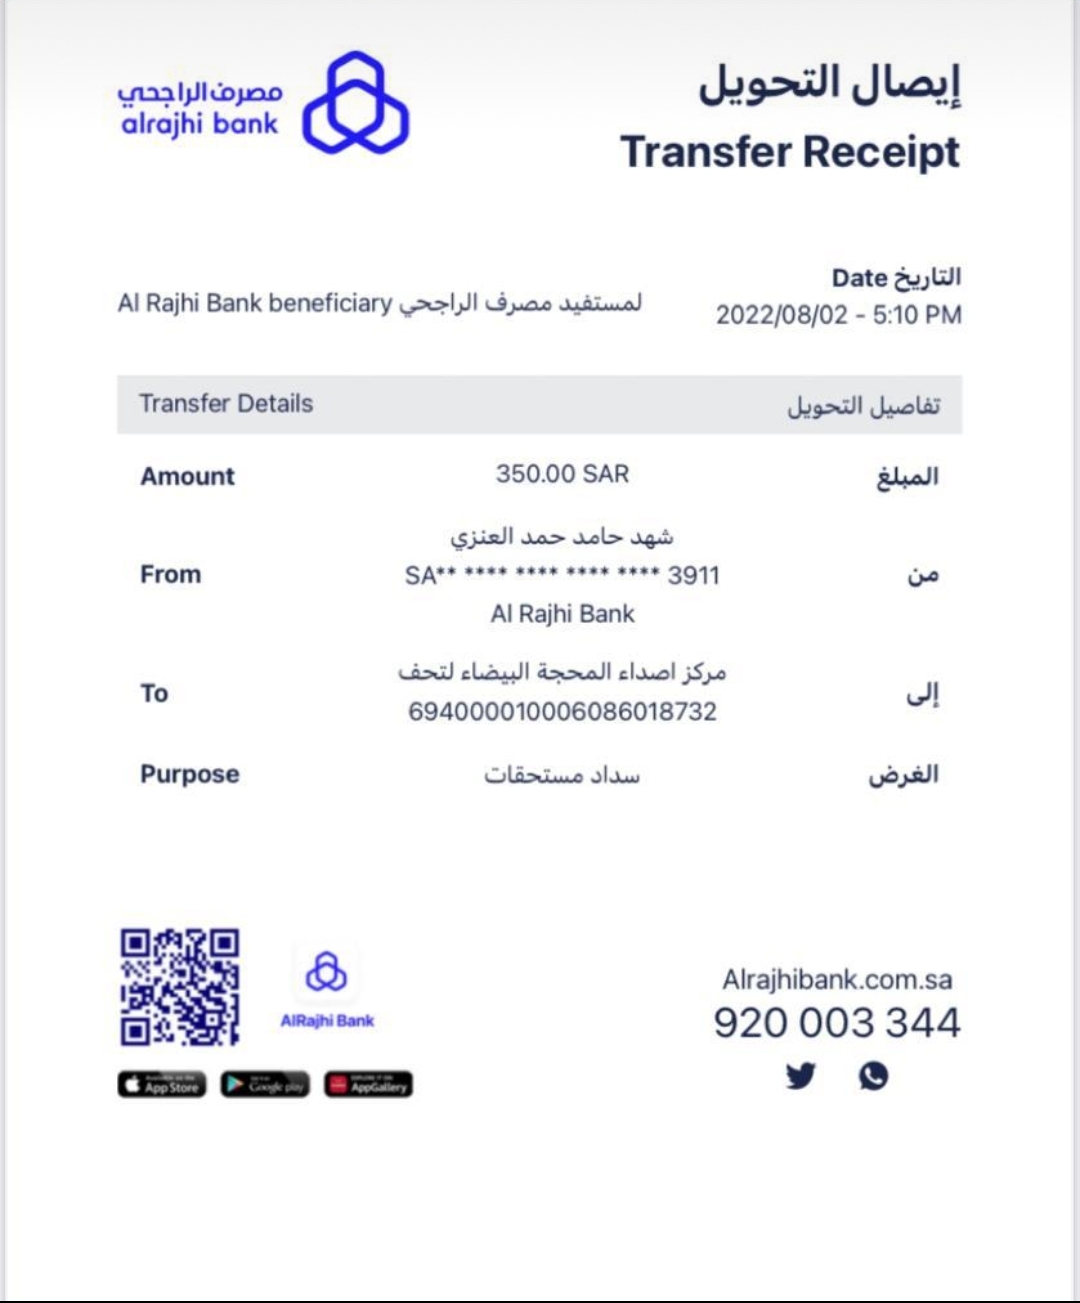 مصرف الراجحي
alrajhi bank
إيصال التحويل
Transfer Receipt
التاريخ Date
2022/08/02 - 5:10 PM
لمستفيد مصرف الراجحي Al Rajhi Bank beneficiary
Transfer Details تفاصيل التحويل
Amount 350.00 SAR المبلغ
شهد حامد حمد العنزي
From SA** **** **** **** **** 3911 من
Al Rajhi Bank
مركز اصداء المحجة البيضاء لتحف
To إلى
694000010006086018732
Purpose سداد مستحقات الغرض
AlRajhi Bank
App Store
Google play
AppGallery
Alrajhibank.com.sa
920 003 344